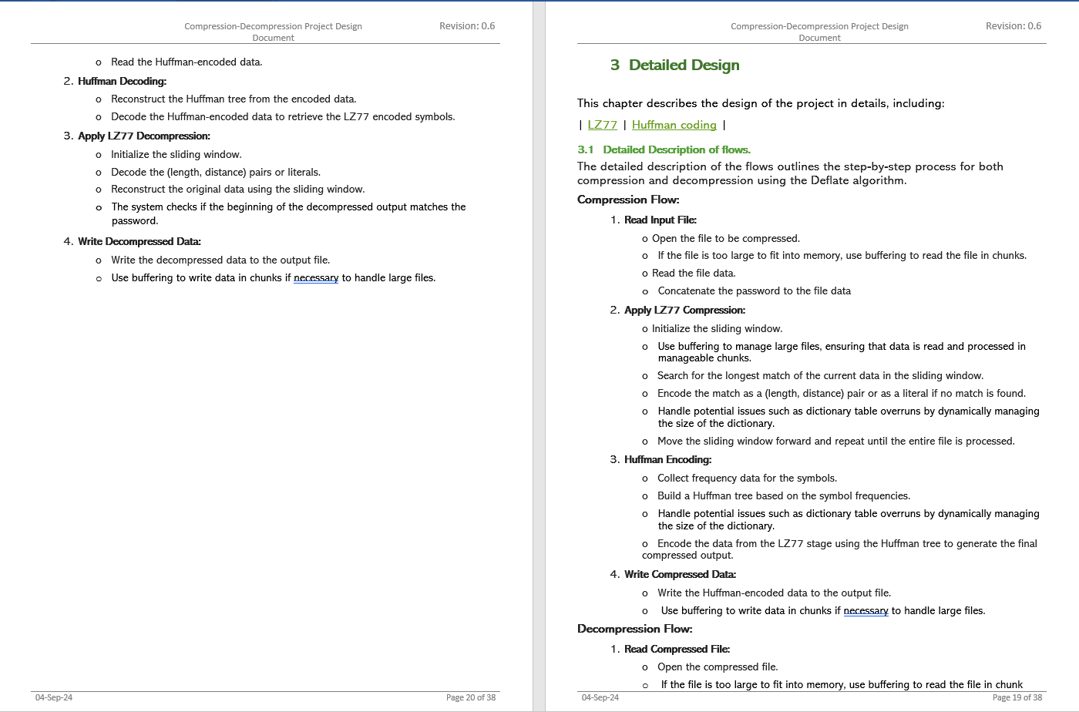 Compression-Decompression Project Design
Document
Revision: 0.6
o Read the Huffman-encoded data.
2. Huffman Decoding:
o Reconstruct the Huffman tree from the encoded data.
o Decode the Huffman-encoded data to retrieve the LZ77 encoded symbols.
3. Apply LZ77 Decompression:
o Initialize the sliding window.
o Decode the (length, distance) pairs or literals.
o Reconstruct the original data using the sliding window.
o The system checks if the beginning of the decompressed output matches the
password.
4. Write Decompressed Data:
o Write the decompressed data to the output file.
o Use buffering to write data in chunks if necessary to handle large files.
04-Sep-24
Page 20 of 38
Compression-Decompression Project Design
Document
Revision: 0.6
3 Detailed Design
This chapter describes the design of the project in details, including:
| LZ77 | Huffman coding |
3.1 Detailed Description of flows.
The detailed description of the flows outlines the step-by-step process for both
compression and decompression using the Deflate algorithm.
Compression Flow:
1. Read Input File:
o Open the file to be compressed.
o If the file is too large to fit into memory, use buffering to read the file in chunks.
o Read the file data.
o Concatenate the password to the file data
2. Apply LZ77 Compression:
o Initialize the sliding window.
o Use buffering to manage large files, ensuring that data is read and processed in
manageable chunks.
o Search for the longest match of the current data in the sliding window.
o Encode the match as a (length, distance) pair or as a literal if no match is found.
o Handle potential issues such as dictionary table overruns by dynamically managing
the size of the dictionary.
o Move the sliding window forward and repeat until the entire file is processed.
3. Huffman Encoding:
o Collect frequency data for the symbols.
o Build a Huffman tree based on the symbol frequencies.
o Handle potential issues such as dictionary table overruns by dynamically managing
the size of the dictionary.
o Encode the data from the LZ77 stage using the Huffman tree to generate the final
compressed output.
4. Write Compressed Data:
o Write the Huffman-encoded data to the output file.
o Use buffering to write data in chunks if necessary to handle large files.
Decompression Flow:
1. Read Compressed File:
o Open the compressed file.
o If the file is too large to fit into memory, use buffering to read the file in chunk
04-Sep-24
Page 19 of 38